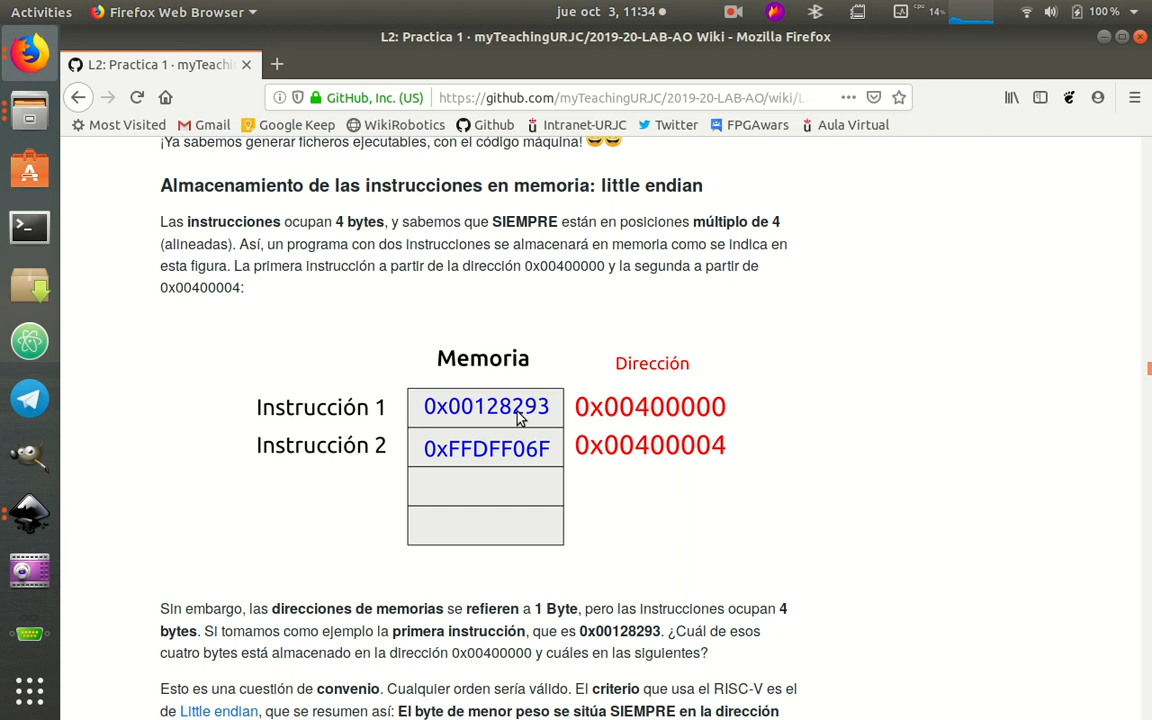 Activities Firefox Web Browser jue oct 3, 11:34 cpu 14% 100 %
L2: Practica 1 · myTeachingURJC/2019-20-LAB-AO Wiki - Mozilla Firefox
L2: Practica 1 · myTeachi
GitHub, Inc. (US) https://github.com/myTeachingURJC/2019-20-LAB-AO/wiki/L
Most Visited Gmail Google Keep WikiRobotics Github Intranet-URJC Twitter FPGAwars Aula Virtual
¡Ya sabemos generar ficheros ejecutables, con el código máquina! 😄😄
Almacenamiento de las instrucciones en memoria: little endian
Las instrucciones ocupan 4 bytes, y sabemos que SIEMPRE están en posiciones múltiplo de 4
(alineadas). Así, un programa con dos instrucciones se almacenará en memoria como se indica en
esta figura. La primera instrucción a partir de la dirección 0x00400000 y la segunda a partir de
0x00400004:
Memoria Dirección
Instrucción 1 0x00128293 0x00400000
Instrucción 2 0xFFDFF06F 0x00400004
Sin embargo, las direcciones de memorias se refieren a 1 Byte, pero las instrucciones ocupan 4
bytes. Si tomamos como ejemplo la primera instrucción, que es 0x00128293. ¿Cuál de esos
cuatro bytes está almacenado en la dirección 0x00400000 y cuáles en las siguientes?
Esto es una cuestión de convenio. Cualquier orden sería válido. El criterio que usa el RISC-V es el
de Little endian, que se resumen así: El byte de menor peso se sitúa SIEMPRE en la dirección